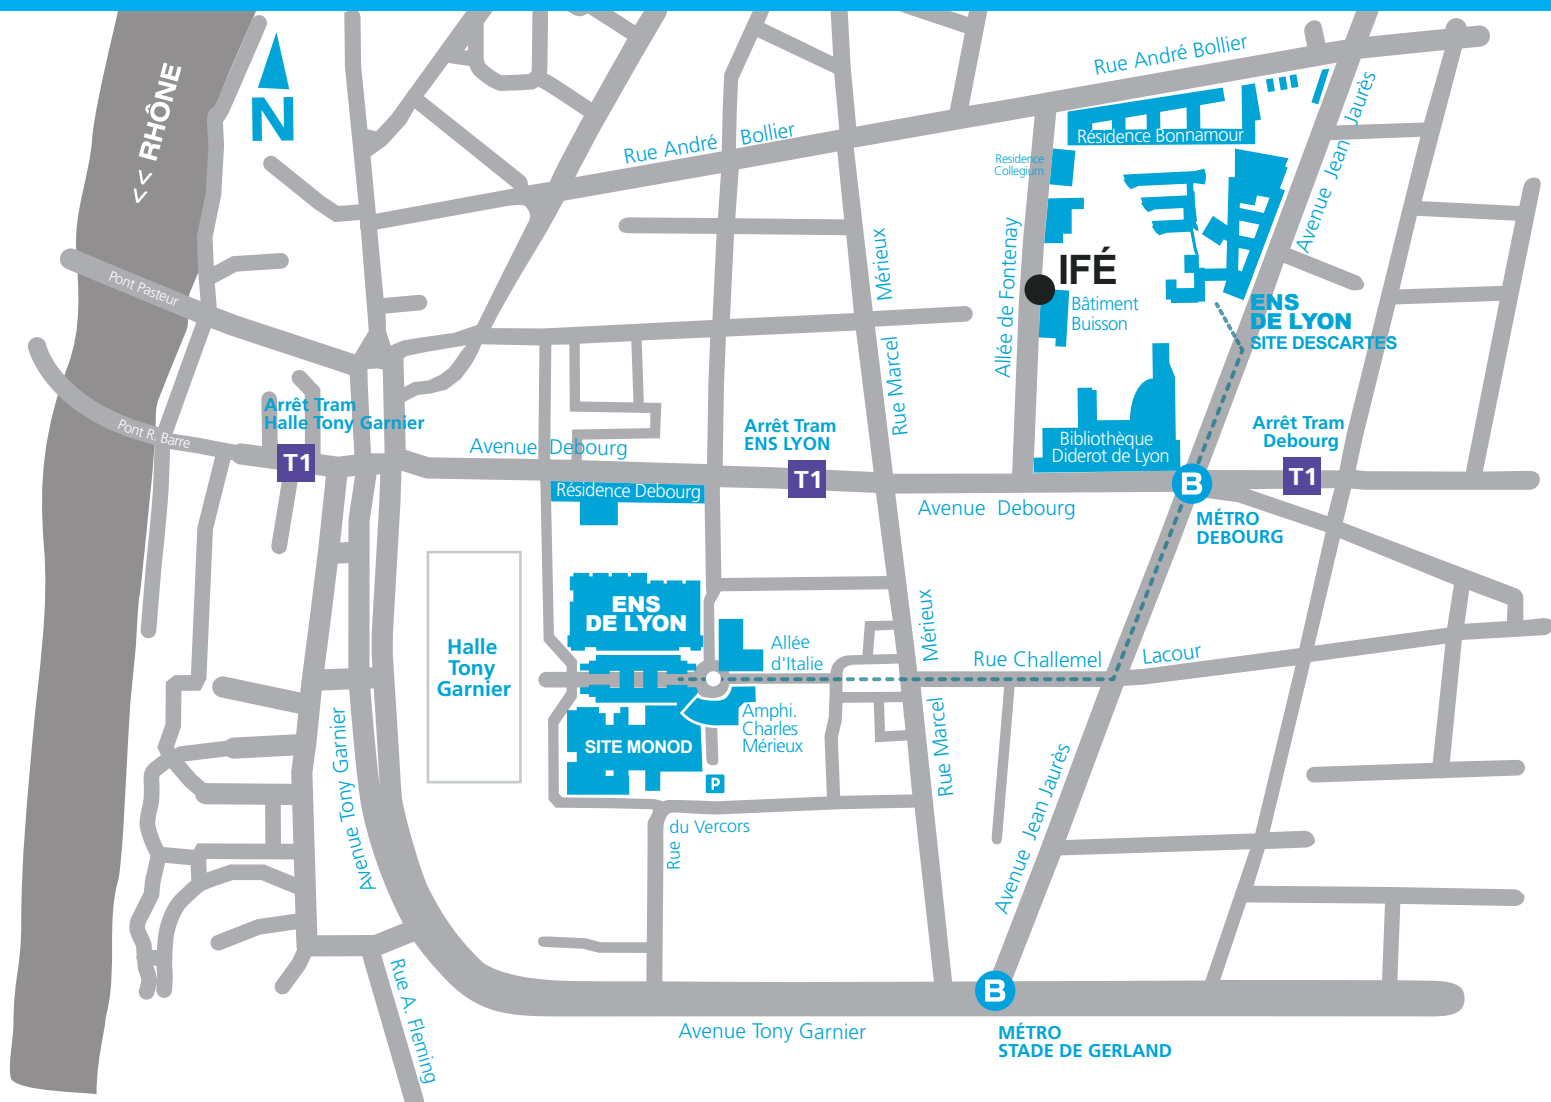 << RHÔNE
N
Rue André Bollier
Rue André Bollier
Résidence Bonnamour
Residence
Collegium
Avenue Jean Jaurès
Pont Pasteur
Mérieux
Rue Marcel
Allée de Fontenay
IFÉ
Bâtiment
Buisson
ENS
DE LYON
SITE DESCARTES
Pont R. Barre
Arrêt Tram
Halle Tony Garnier
T1
Avenue Debourg
Arrêt Tram
ENS LYON
T1
Bibliothèque
Diderot de Lyon
Arrêt Tram
Debourg
T1
B
Résidence Debourg
Avenue Debourg
MÉTRO
DEBOURG
ENS
DE LYON
Halle
Tony
Garnier
Allée
d'Italie
Mérieux
Rue Marcel
Rue Challemel Lacour
Amphi.
Charles
Mérieux
SITE MONOD
P
Avenue Tony Garnier
Rue du Vercors
Avenue Jean Jaurès
Rue A. Fleming
B
Avenue Tony Garnier
MÉTRO
STADE DE GERLAND